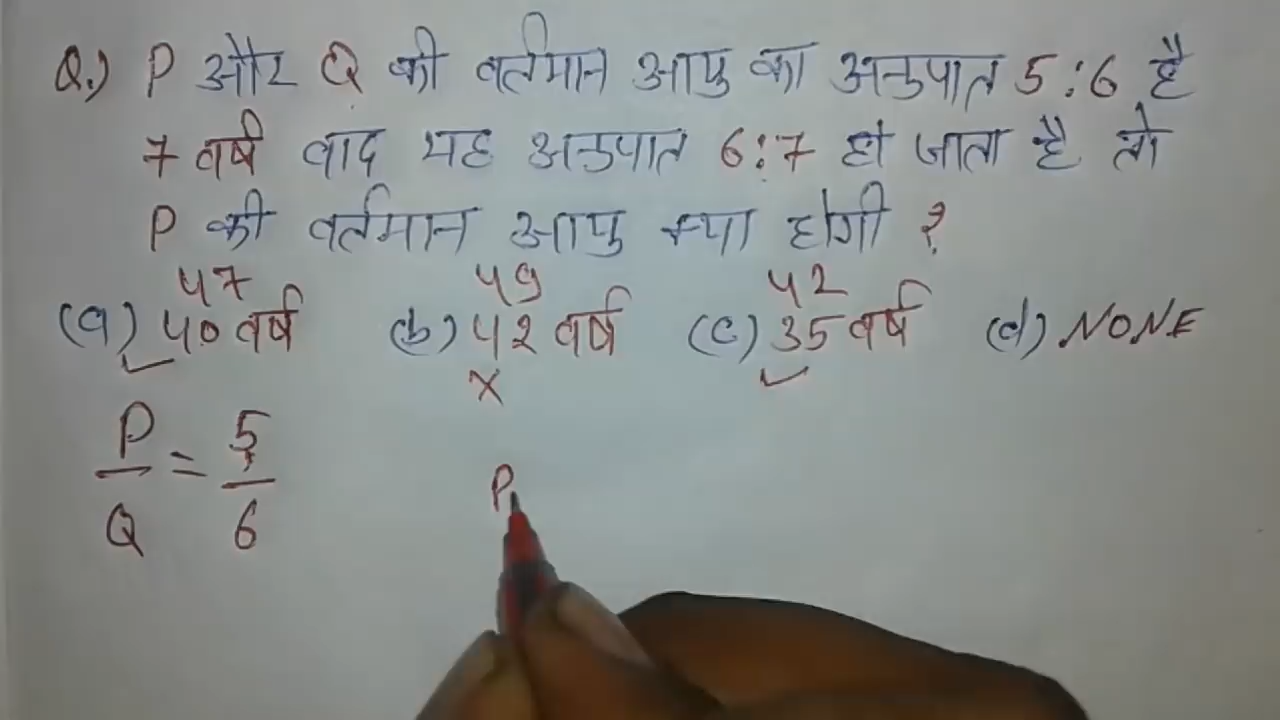 Q.) P और Q की वर्तमान आयु का अनुपात 5:6 है
7 वर्ष बाद यह अनुपात 6:7 हो जाता है तो
P की वर्तमान आयु क्या होगी ?
47 49 42
(a) 40 वर्ष (b) 42 वर्ष (c) 35 वर्ष (d) NONE
P/Q = 5/6
P